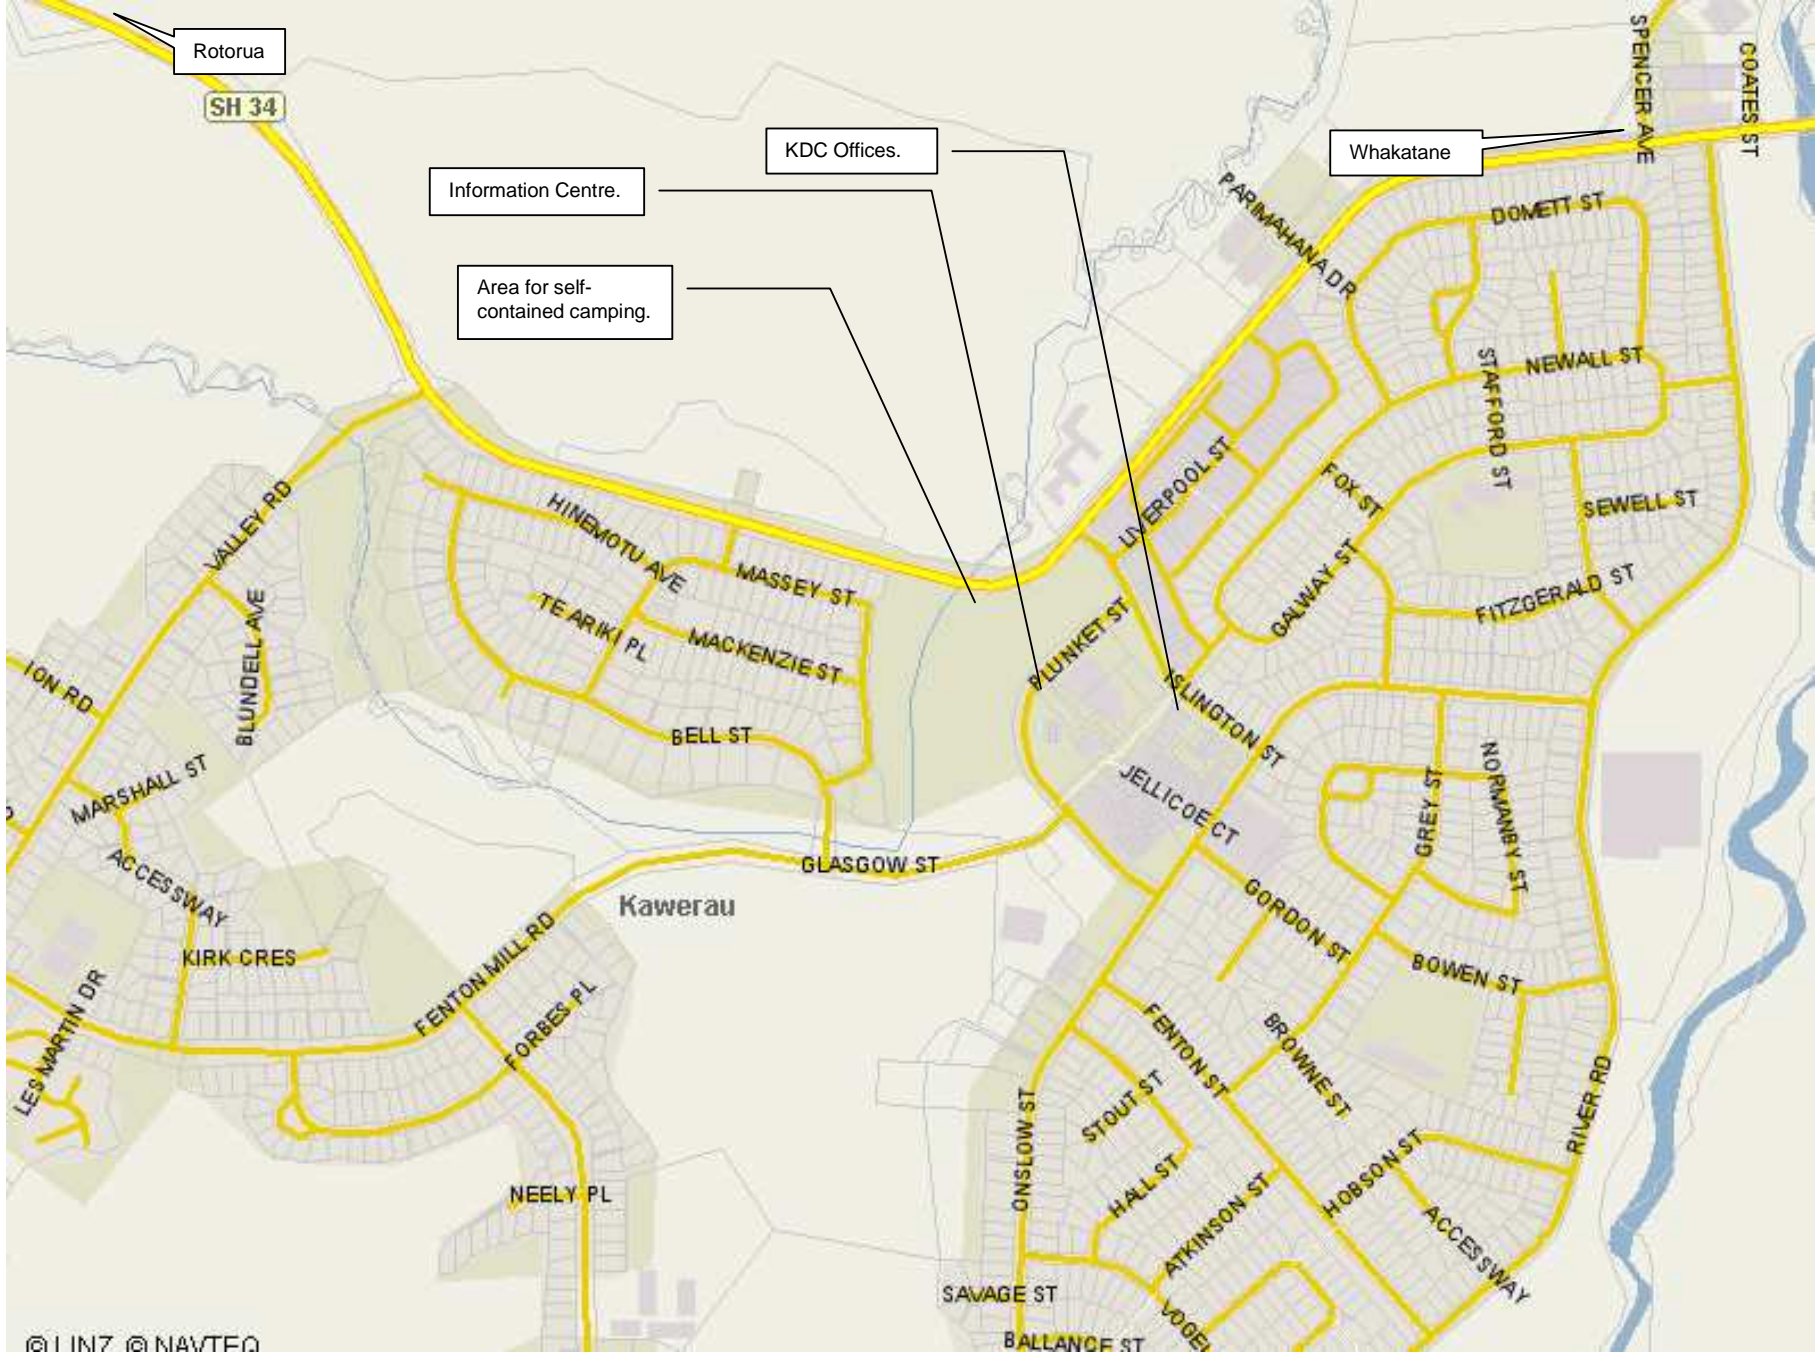 Rotorua
SH 34
KDC Offices.
Information Centre.
Whakatane
Area for self-
contained camping.
SPENCER AVE
COATES ST
PARIMAHANA DR
DOMETT ST
NEWALL ST
STAFFORD ST
LIVERPOOL ST
FOX ST
SEWELL ST
GALWAY ST
FITZGERALD ST
VALLEY RD
HINEMOTU AVE
MASSEY ST
TE ARIKI PL
MACKENZIE ST
BLUNDELL AVE
ION RD
BELL ST
PLUNKET ST
ISLINGTON ST
JELLICOE CT
NORMANBY ST
GREY ST
MARSHALL ST
ACCESSWAY
GLASGOW ST
Kawerau
GORDON ST
BOWEN ST
KIRK CRES
FENTON MILL RD
FORBES PL
LES MARTIN DR
FENTON ST
BROWNE ST
STOUT ST
ONSLOW ST
HALL ST
ATKINSON ST
HOBSON ST
RIVER RD
ACCESSWAY
NEELY PL
SAVAGE ST
VOGEL
BALLANCE ST
© LINZ © NAVTEQ